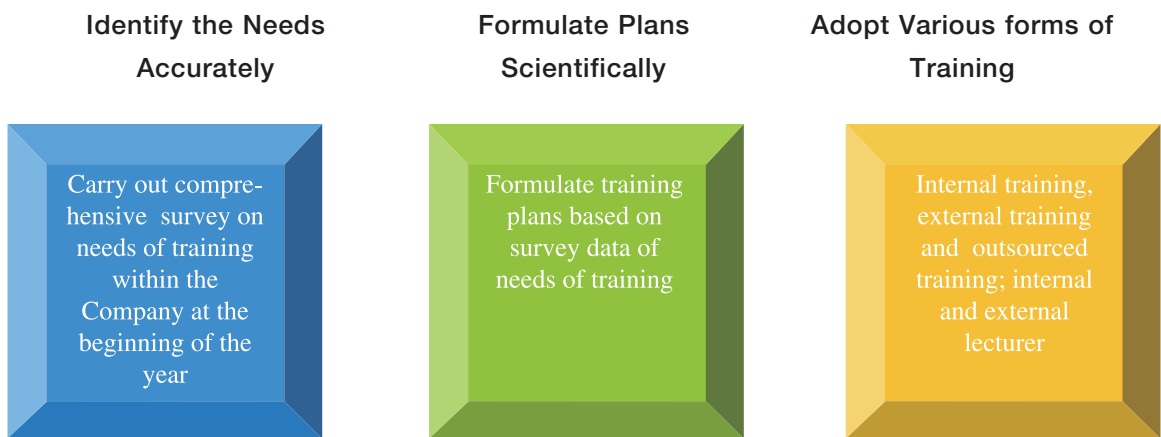 Identify the Needs
Accurately
Carry out compre-
hensive survey on
needs of training
within the
Company at the
beginning of the
year
Formulate Plans
Scientifically
Formulate training
plans based on
survey data of
needs of training
Adopt Various forms of
Training
Internal training,
external training
and outsourced
training; internal
and external
lecturer